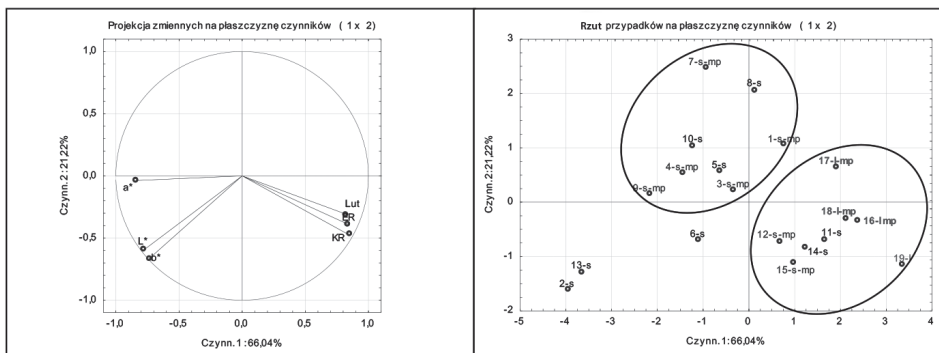 Projekcja zmiennych na płaszczyznę czynników ( 1 x 2)
1,0
0,5
0,0
-0,5
-1,0
-1,0 -0,5 0,0 0,5 1,0
Czynn. 2 : 21,22%
Czynn. 1 : 66,04%
a*
L*
b*
Lut
KR
Rzut przypadków na płaszczyznę czynników ( 1 x 2)
3
2
1
0
-1
-2
-5 -4 -3 -2 -1 0 1 2 3 4
Czynn. 2 : 21,22%
Czynn. 1 : 66,04%
7-s-mp
8-s
10-s
1-s-mp
4-s-mp
5-s
9-s-mp
3-s-mp
6-s
13-s
2-s
17-l-mp
18-l-mp
16-l mp
12-s-mp
11-s
14-s
15-s-mp